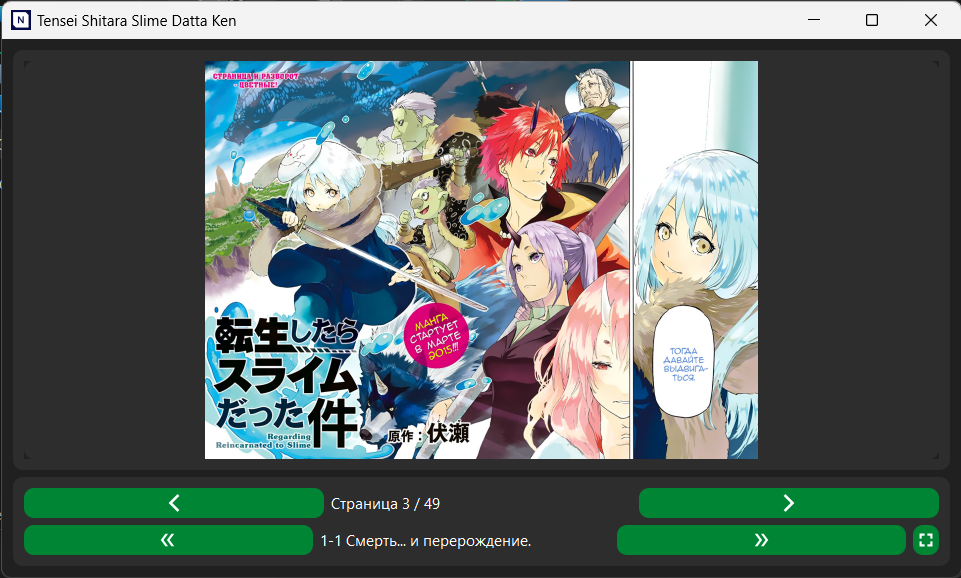 Tensei Shitara Slime Datta Ken
СТРАНИЦА И РАЗВОРОТ
ЦВЕТНЫЕ!
転生したら
スライム
だった件
Regarding
Reincarnated to Slime
МАНГА
СТАРТУЕТ
В МАРТЕ
2015!!!
原作：伏瀬
ТОГДА
ДАВАЙТЕ
ВЫДВИГА-
ТЬСЯ.
Страница 3 / 49
1-1 Смерть... и перерождение.